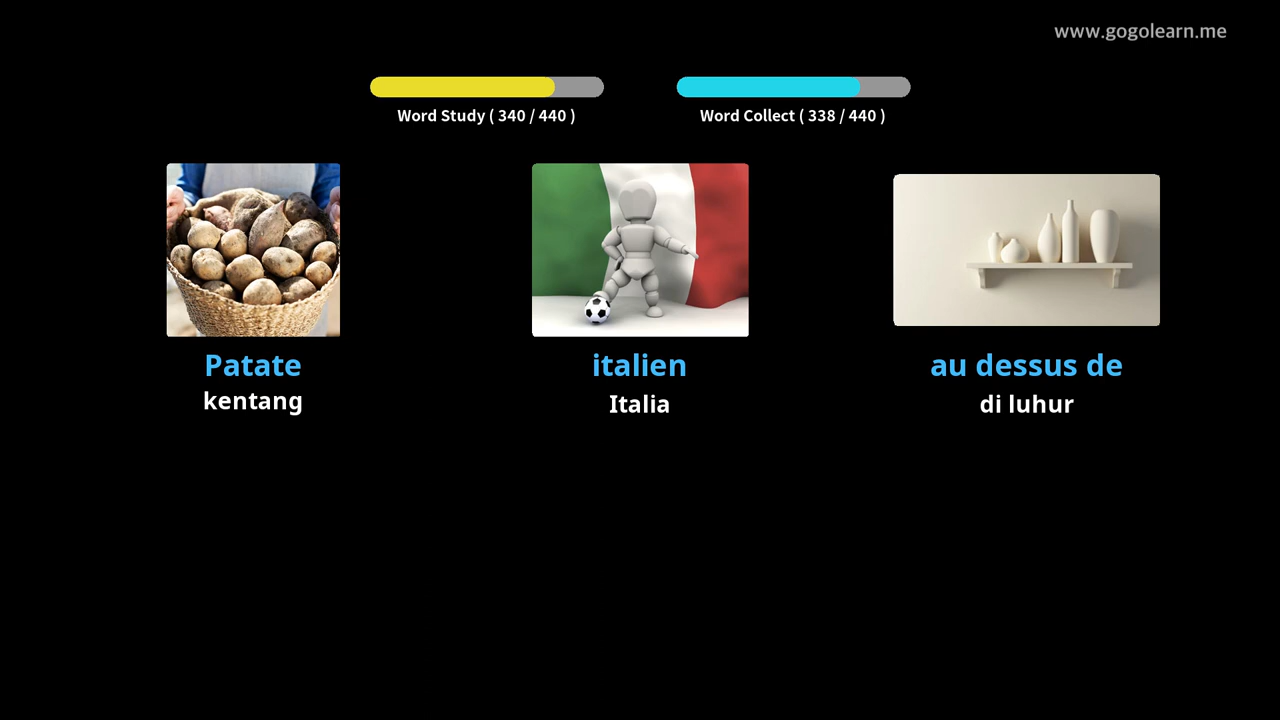 www.gogolearn.me
Word Study ( 340 / 440 )
Word Collect ( 338 / 440 )
Patate
kentang
italien
Italia
au dessus de
di luhur